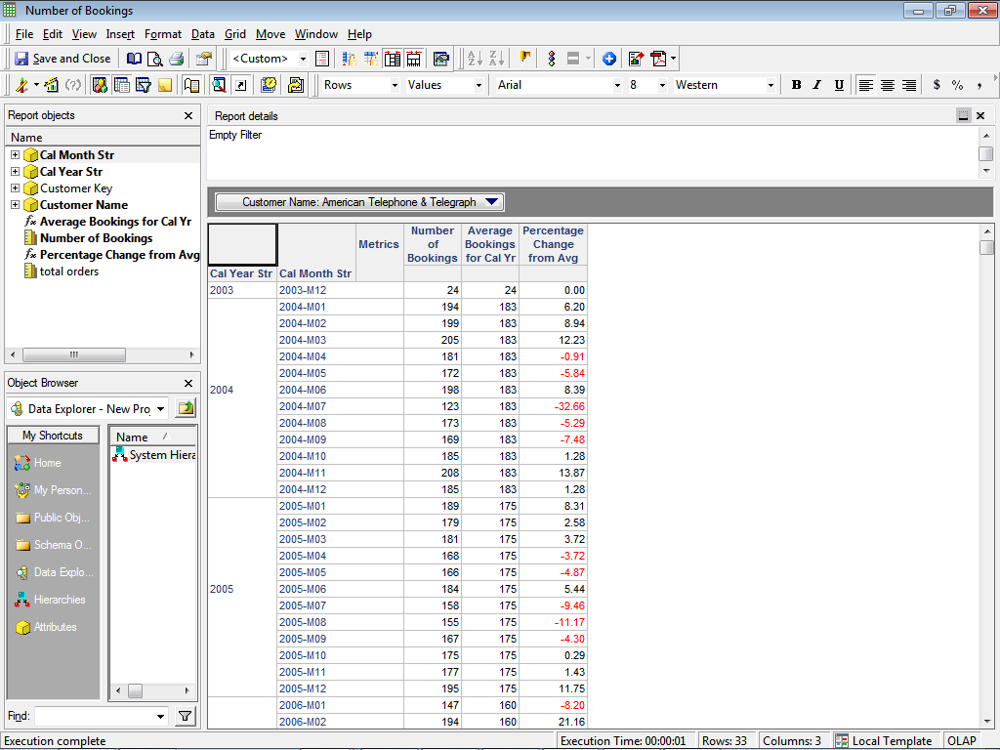 Number of Bookings
File Edit View Insert Format Data Grid Move Window Help
Save and Close <Custom>
Rows Values Arial 8 Western B I U $ % ,
Report objects
Name
Cal Month Str
Cal Year Str
Customer Key
Customer Name
fx Average Bookings for Cal Yr
Number of Bookings
fx Percentage Change from Avg
total orders
Object Browser
Data Explorer - New Proj
My Shortcuts
Home
My Person...
Public Obj...
Schema O...
Data Explo...
Hierarchies
Attributes
Name /
System Hiera
Find:
Report details
Empty Filter
Customer Name: American Telephone & Telegraph
Metrics Number of Bookings Average Bookings for Cal Yr Percentage Change from Avg
Cal Year Str Cal Month Str
2003 2003-M12 24 24 0.00
2004-M01 194 183 6.20
2004-M02 199 183 8.94
2004-M03 205 183 12.23
2004-M04 181 183 -0.91
2004-M05 172 183 -5.84
2004 2004-M06 198 183 8.39
2004-M07 123 183 -32.66
2004-M08 173 183 -5.29
2004-M09 169 183 -7.48
2004-M10 185 183 1.28
2004-M11 208 183 13.87
2004-M12 185 183 1.28
2005-M01 189 175 8.31
2005-M02 179 175 2.58
2005-M03 181 175 3.72
2005-M04 168 175 -3.72
2005-M05 166 175 -4.87
2005 2005-M06 184 175 5.44
2005-M07 158 175 -9.46
2005-M08 155 175 -11.17
2005-M09 167 175 -4.30
2005-M10 175 175 0.29
2005-M11 177 175 1.43
2005-M12 195 175 11.75
2006-M01 147 160 -8.20
2006-M02 194 160 21.16
Execution complete Execution Time: 00:00:01 Rows: 33 Columns: 3 Local Template OLAP